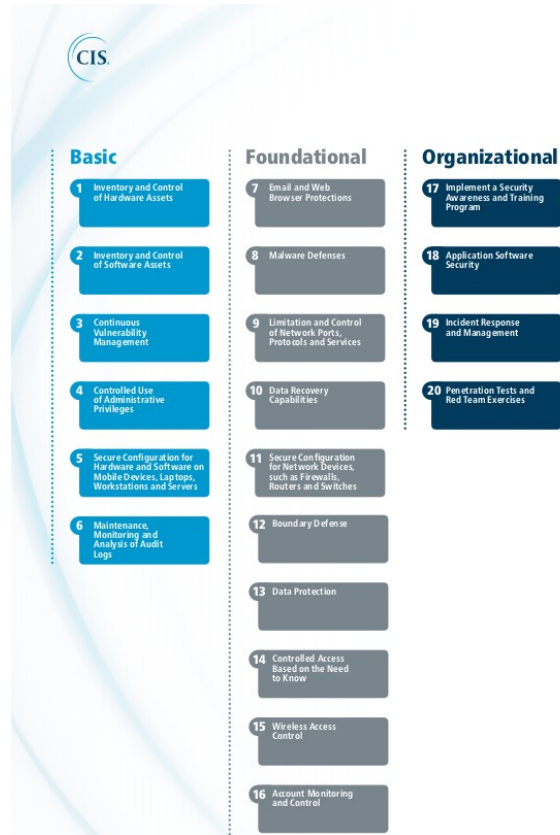 CIS.
Basic
1 Inventory and Control
of Hardware Assets
2 Inventory and Control
of Software Assets
3 Continuous
Vulnerability
Management
4 Controlled Use
of Administrative
Privileges
5 Secure Configuration for
Hardware and Software on
Mobile Devices, Laptops,
Workstations and Servers
6 Maintenance,
Monitoring and
Analysis of Audit
Logs
Foundational
7 Email and Web
Browser Protections
8 Malware Defenses
9 Limitation and Control
of Network Ports,
Protocols and Services
10 Data Recovery
Capabilities
11 Secure Configuration
for Network Devices,
such as Firewalls,
Routers and Switches
12 Boundary Defense
13 Data Protection
14 Controlled Access
Based on the Need
to Know
15 Wireless Access
Control
16 Account Monitoring
and Control
Organizational
17 Implement a Security
Awareness and Training
Program
18 Application Software
Security
19 Incident Response
and Management
20 Penetration Tests and
Red Team Exercises